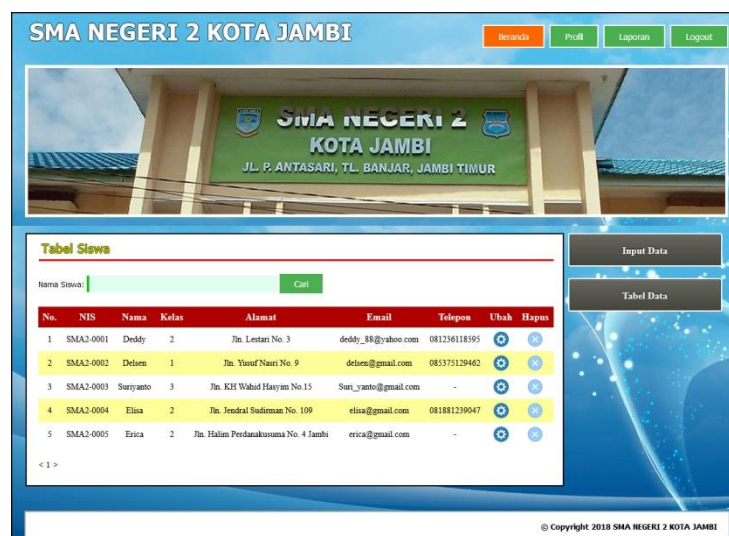 SMA NEGERI 2 KOTA JAMBI
Beranda Profil Laporan Logout
SMA NEGERI 2
KOTA JAMBI
JL. P. ANTASARI, TL. BANJAR, JAMBI TIMUR
Tabel Siswa
Nama Siswa: Cari
No. NIS Nama Kelas Alamat Email Telepon Ubah Hapus
1 SMA2-0001 Deddy 2 Jln. Lestari No. 3 deddy_88@yahoo.com 081236118595
2 SMA2-0002 Delsen 1 Jln. Yusuf Nasri No. 9 delsen@gmail.com 085375129462
3 SMA2-0003 Suriyanto 3 Jln. KH Wahid Hasyim No.15 Suri_yanto@gmail.com -
4 SMA2-0004 Elisa 2 Jln. Jendral Sudirman No. 109 elisa@gmail.com 081881239047
5 SMA2-0005 Erica 2 Jln. Halim Perdanakusuma No. 4 Jambi erica@gmail.com -
< 1 >
Input Data
Tabel Data
© Copyright 2018 SMA NEGERI 2 KOTA JAMBI